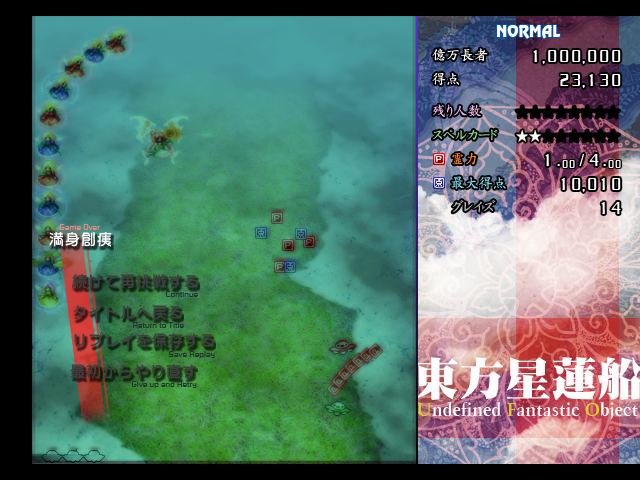 NORMAL
億万長者 1,000,000
得点 23,130
残り人数
スペルカード ★★
P 霊力 1.00/4.00
点 最大得点 10,010
グレイズ 14
Game Over
満身創痍
続けて再挑戦する
Continue
タイトルへ戻る
Return to Title
リプレイを保存する
Save Replay
最初からやり直す
Give up and Retry
東方星蓮船
Undefined Fantastic Object